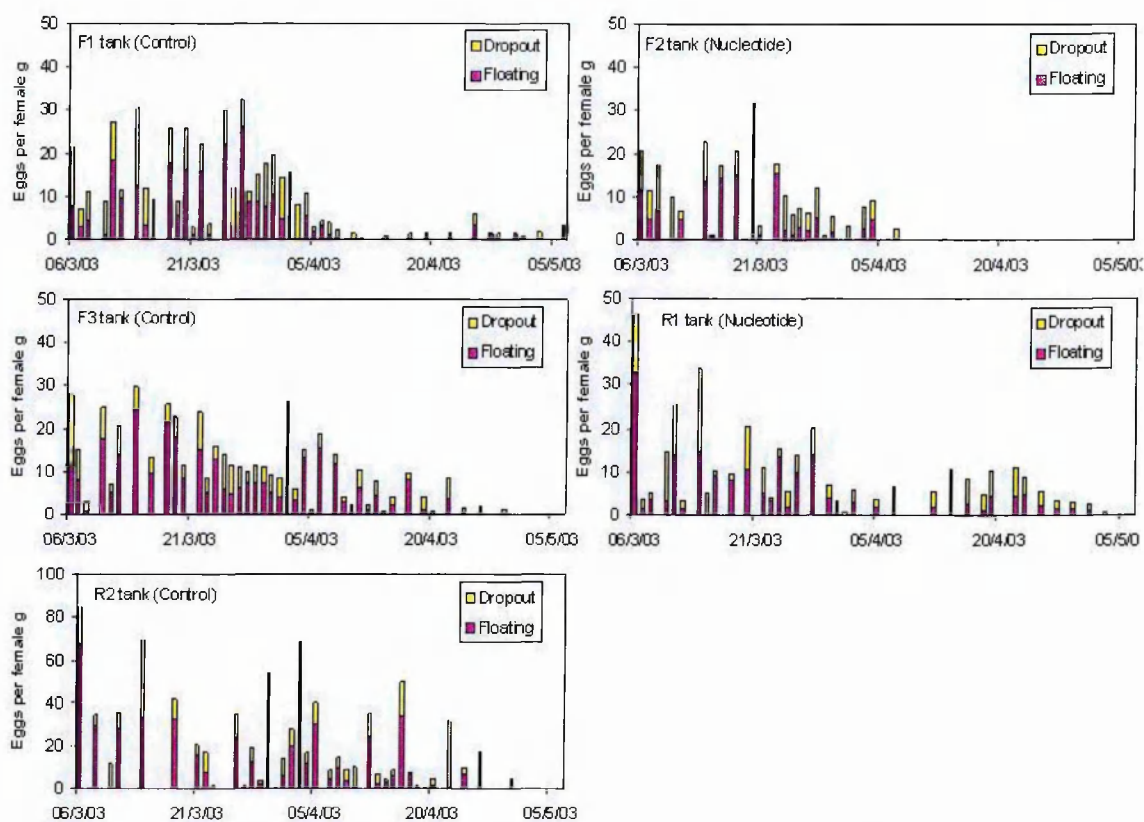 F1 tank (Control)
Dropout
Floating
Eggs per female g
50
40
30
20
10
0
06/3/03 21/3/03 05/4/03 20/4/03 05/5/03
F2 tank (Nucleotide)
Dropout
Floating
Eggs per female g
50
40
30
20
10
0
06/3/03 21/3/03 05/4/03 20/4/03 05/5/0
F3 tank (Control)
Dropout
Floating
Eggs per female g
50
40
30
20
10
0
06/3/03 21/3/03 05/4/03 20/4/03 05/5/03
R1 tank (Nucleotide)
Dropout
Floating
Eggs per female g
50
40
30
20
10
0
06/3/03 21/3/03 05/4/03 20/4/03 05/5/0
R2 tank (Control)
Dropout
Floating
Eggs per female g
100
80
60
40
20
0
06/3/03 21/3/03 05/4/03 20/4/03 05/5/03